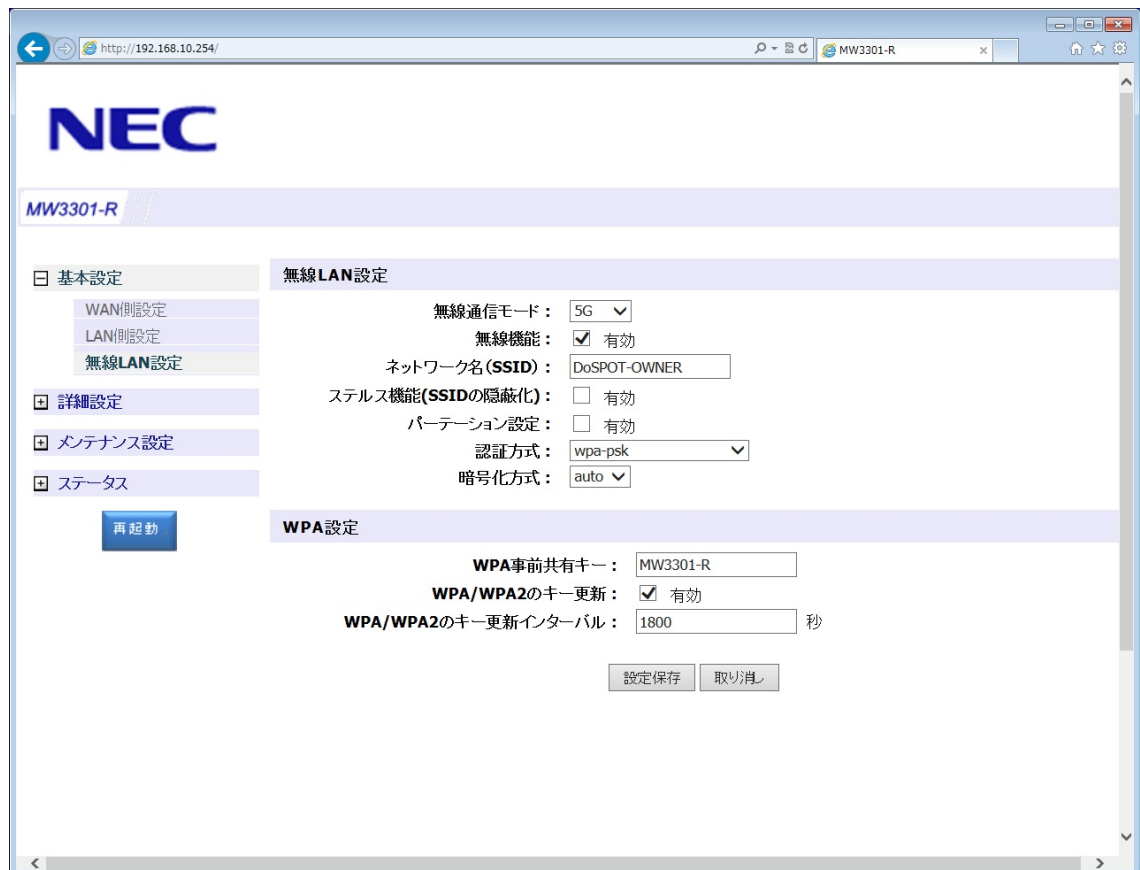 http://192.168.10.254/
MW3301-R
NEC
MW3301-R
基本設定
WAN側設定
LAN側設定
無線LAN設定
詳細設定
メンテナンス設定
ステータス
再起動
無線LAN設定
無線通信モード： 5G
無線機能： 有効
ネットワーク名(SSID)： DoSPOT-OWNER
ステルス機能(SSIDの隠蔽化)： 有効
パーテーション設定： 有効
認証方式： wpa-psk
暗号化方式： auto
WPA設定
WPA事前共有キー： MW3301-R
WPA/WPA2のキー更新： 有効
WPA/WPA2のキー更新インターバル： 1800 秒
設定保存 取り消し